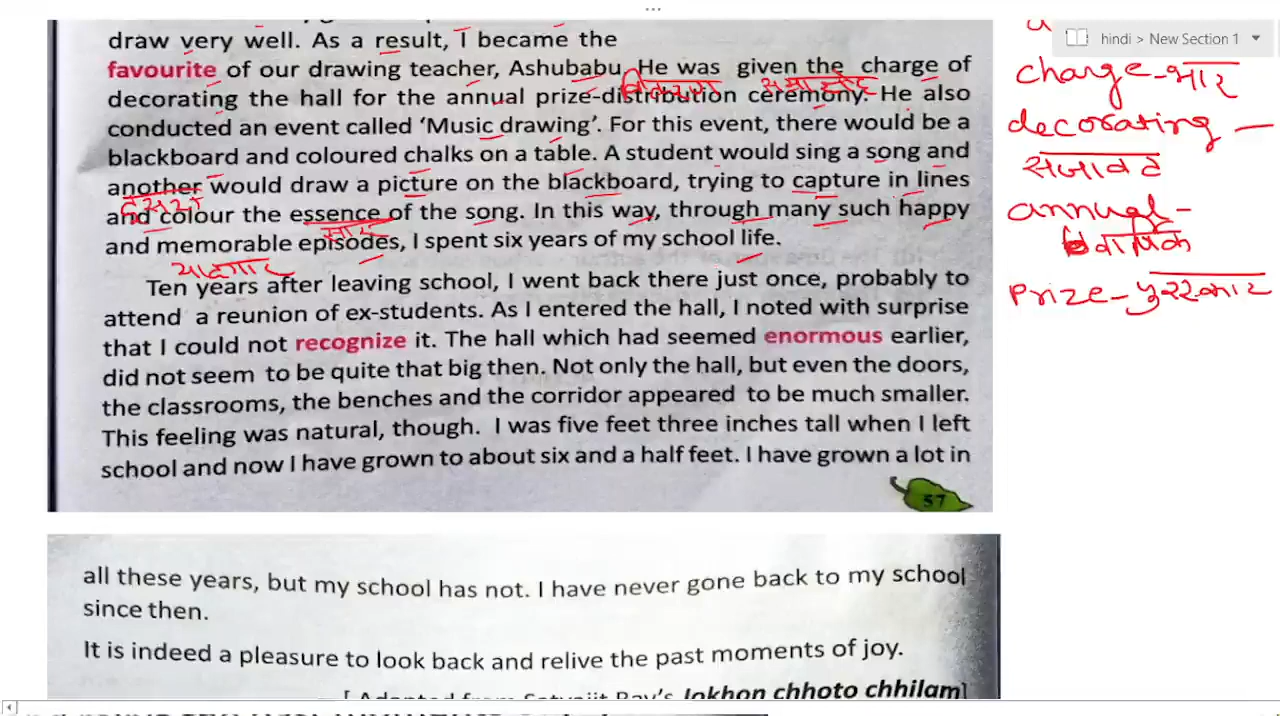 hindi > New Section 1
draw very well. As a result, I became the
favourite of our drawing teacher, Ashubabu. He was given the charge of
वितरण समारोह
decorating the hall for the annual prize-distribution ceremony. He also
conducted an event called ‘Music drawing’. For this event, there would be a
blackboard and coloured chalks on a table. A student would sing a song and
another would draw a picture on the blackboard, trying to capture in lines
दूसरा
and colour the essence of the song. In this way, through many such happy
सार
and memorable episodes, I spent six years of my school life.
यादगार
Ten years after leaving school, I went back there just once, probably to
attend a reunion of ex-students. As I entered the hall, I noted with surprise
that I could not recognize it. The hall which had seemed enormous earlier,
did not seem to be quite that big then. Not only the hall, but even the doors,
the classrooms, the benches and the corridor appeared to be much smaller.
This feeling was natural, though. I was five feet three inches tall when I left
school and now I have grown to about six and a half feet. I have grown a lot in
57
all these years, but my school has not. I have never gone back to my school
since then.
It is indeed a pleasure to look back and relive the past moments of joy.
[ Adapted from Satyajit Ray’s Jokhon chhoto chhilam]
charge - भार
decorating —
सजावट
annual -
वार्षिक
Prize - पुरस्कार